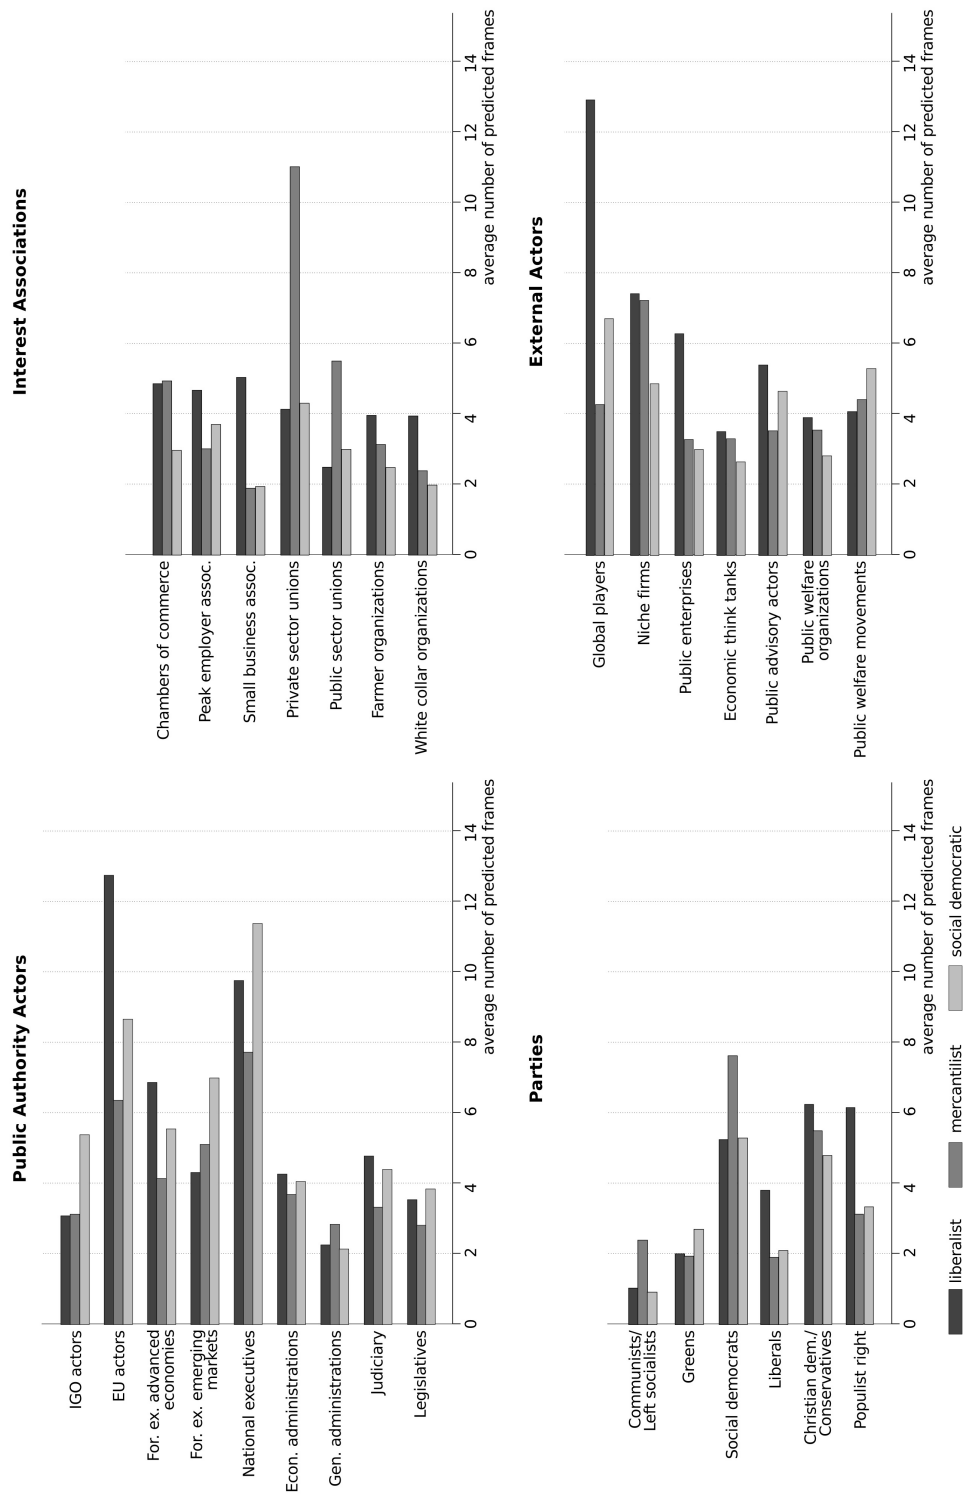 Public Authority Actors
IGO actors
EU actors
For. ex. advanced
economies
For. ex. emerging
markets
National executives
Econ. administrations
Gen. administrations
Judiciary
Legislatives
0 2 4 6 8 10 12 14
average number of predicted frames
Interest Associations
Chambers of commerce
Peak employer assoc.
Small business assoc.
Private sector unions
Public sector unions
Farmer organizations
White collar organizations
0 2 4 6 8 10 12 14
average number of predicted frames
Parties
Communists/
Left socialists
Greens
Social democrats
Liberals
Christian dem./
Conservatives
Populist right
0 2 4 6 8 10 12 14
average number of predicted frames
External Actors
Global players
Niche firms
Public enterprises
Economic think tanks
Public advisory actors
Public welfare
organizations
Public welfare movements
0 2 4 6 8 10 12 14
average number of predicted frames
liberalist mercantilist social democratic